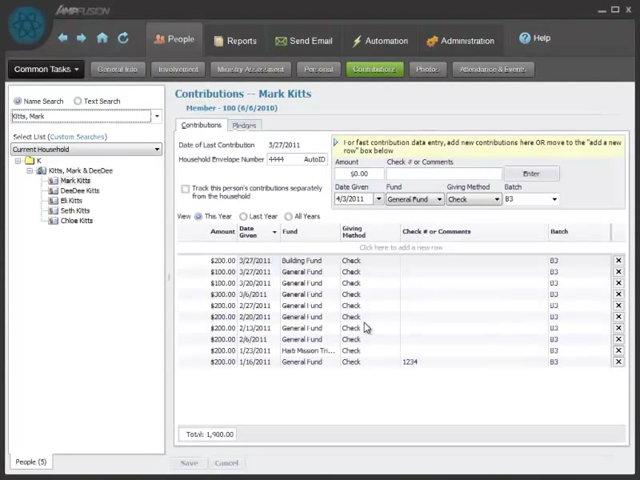 AMPFUSION
People
Reports
Send Email
Automation
Administration
Help
Common Tasks
General Info
Involvement
Ministry Assessment
Personal
Contributions
Photos
Attendance & Events
Name Search
Text Search
Kitts, Mark
Select List (Custom Searches)
Current Household
K
Kitts, Mark & DeeDee
Mark Kitts
DeeDee Kitts
Eli Kitts
Seth Kitts
Chloe Kitts
People (5)
Contributions -- Mark Kitts
Member - 100 (6/6/2010)
Contributions
Pledges
Date of Last Contribution 3/27/2011
Household Envelope Number 4444 AutoID
Track this person's contributions separately
from the household
For fast contribution data entry, add new contributions here OR move to the "add a new
row" box below
Amount Check # or Comments
$0.00 Enter
Date Given Fund Giving Method Batch
4/3/2011 General Fund Check B3
View This Year Last Year All Years
Amount Date Given Fund Giving Method Check # or Comments Batch
Click here to add a new row
$200.00 3/27/2011 Building Fund Check B3
$100.00 3/27/2011 General Fund Check B3
$100.00 3/27/2011 General Fund Check B3
$300.00 3/6/2011 General Fund Check B3
$200.00 2/27/2011 General Fund Check B3
$200.00 2/20/2011 General Fund Check B3
$200.00 2/13/2011 General Fund Check B3
$200.00 2/6/2011 General Fund Check B3
$200.00 1/23/2011 Haiti Mission Tri... Check B3
$200.00 1/16/2011 General Fund Check 1234 B3
Total: 1,900.00
Save
Cancel